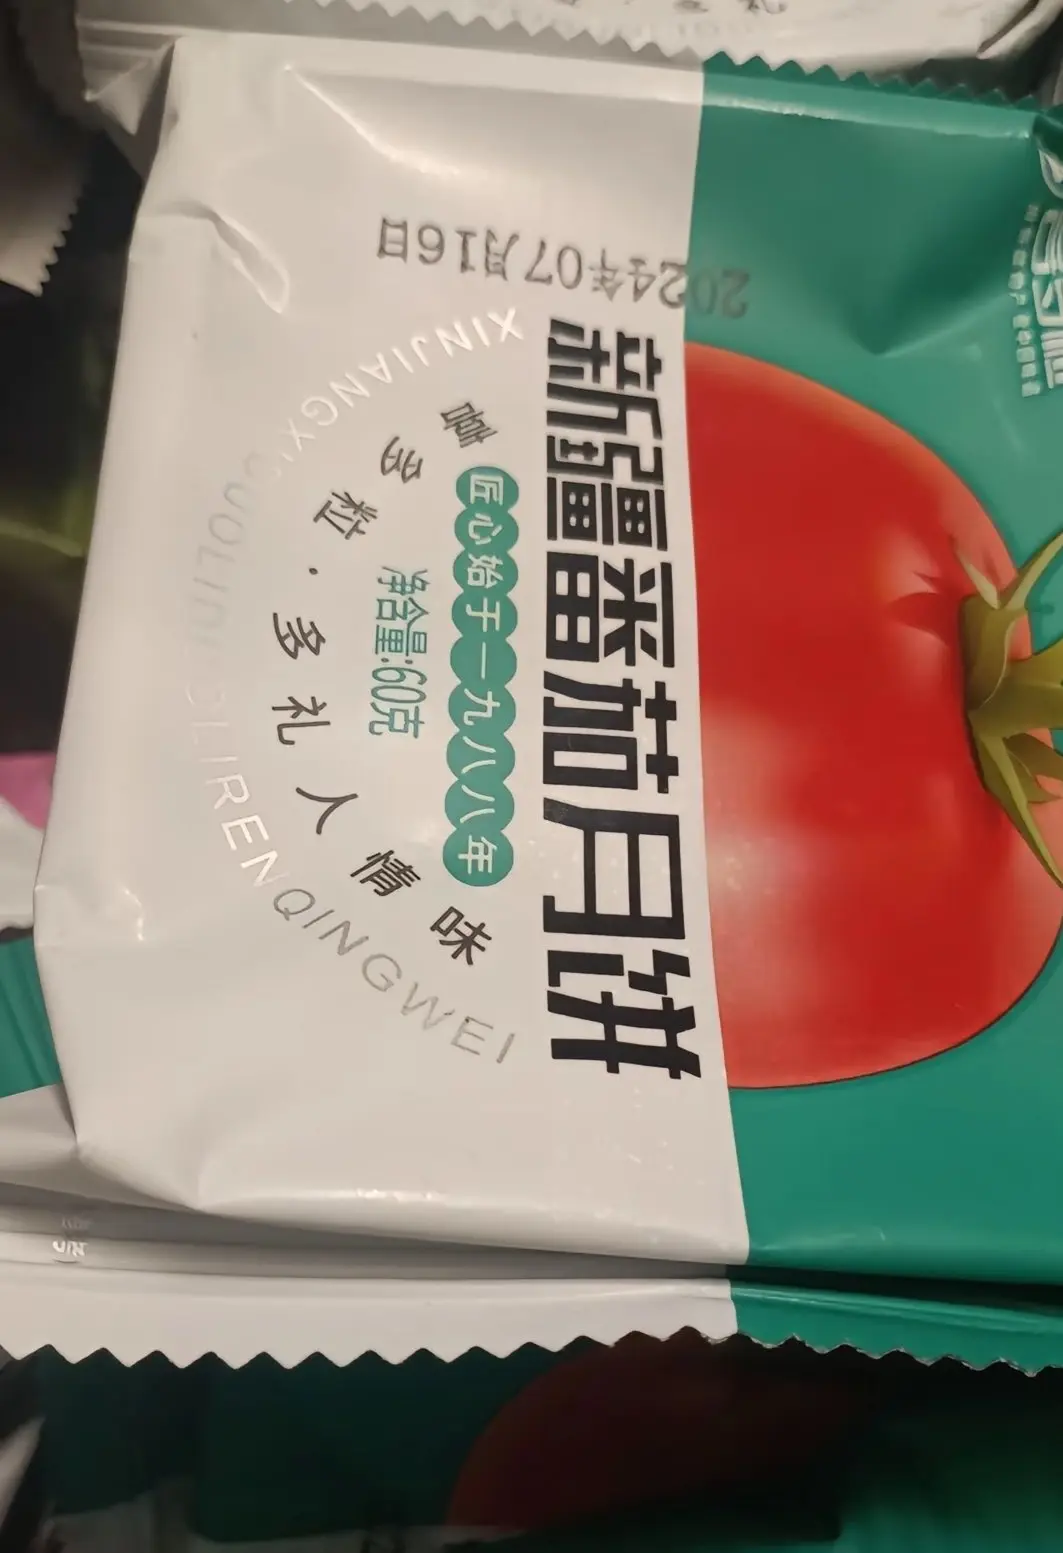 2024年07月16日
新疆番茄月饼
匠心始于一九八八年
净含量:60克
喜多粒·多礼人情味